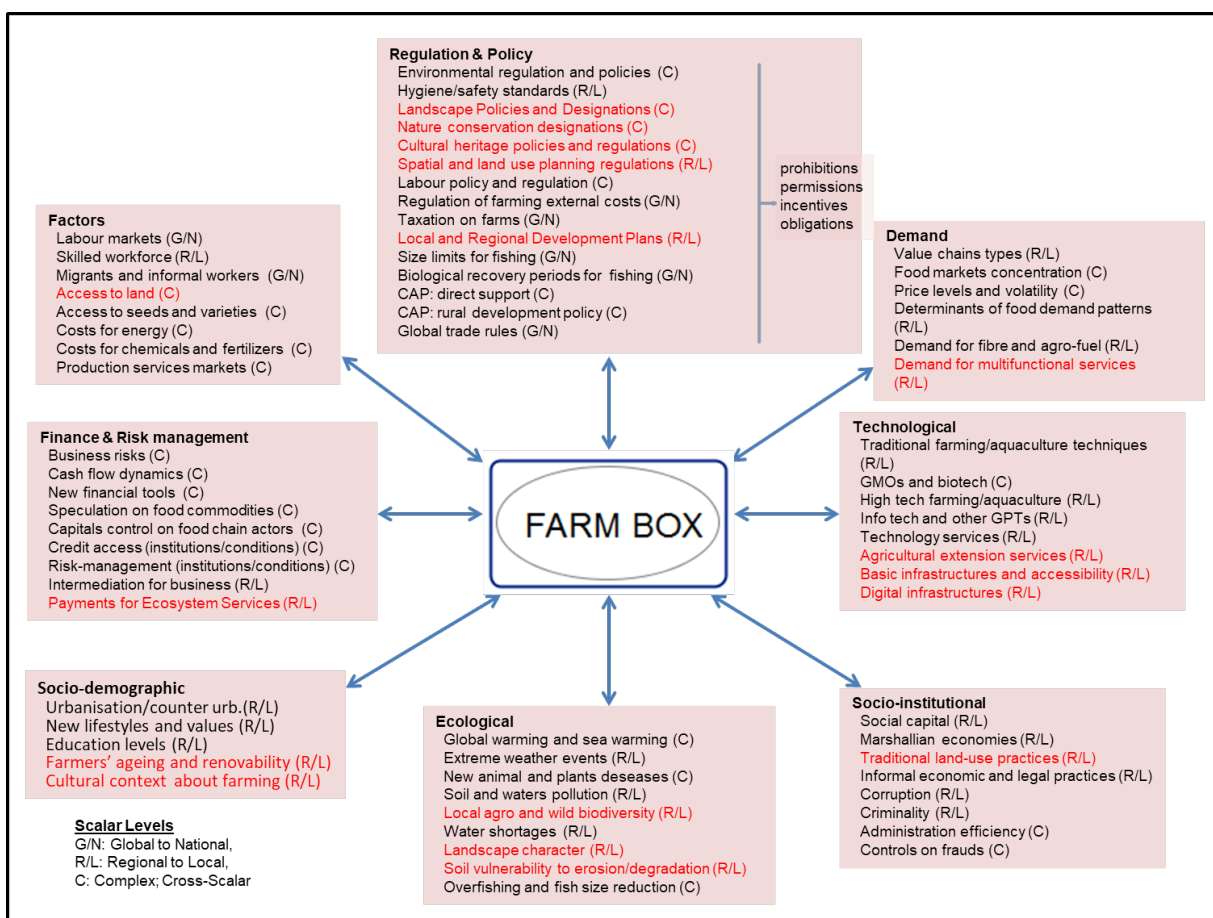 Regulation & Policy
Environmental regulation and policies (C)
Hygiene/safety standards (R/L)
Landscape Policies and Designations (C)
Nature conservation designations (C)
Cultural heritage policies and regulations (C)
Spatial and land use planning regulations (R/L)
Labour policy and regulation (C)
Regulation of farming external costs (G/N)
Taxation on farms (G/N)
Local and Regional Development Plans (R/L)
Size limits for fishing (G/N)
Biological recovery periods for fishing (G/N)
CAP: direct support (C)
CAP: rural development policy (C)
Global trade rules (G/N)
prohibitions
permissions
incentives
obligations
Factors
Labour markets (G/N)
Skilled workforce (R/L)
Migrants and informal workers (G/N)
Access to land (C)
Access to seeds and varieties (C)
Costs for energy (C)
Costs for chemicals and fertilizers (C)
Production services markets (C)
Demand
Value chains types (R/L)
Food markets concentration (C)
Price levels and volatility (C)
Determinants of food demand patterns
(R/L)
Demand for fibre and agro-fuel (R/L)
Demand for multifunctional services
(R/L)
Finance & Risk management
Business risks (C)
Cash flow dynamics (C)
New financial tools (C)
Speculation on food commodities (C)
Capitals control on food chain actors (C)
Credit access (institutions/conditions) (C)
Risk-management (institutions/conditions) (C)
Intermediation for business (R/L)
Payments for Ecosystem Services (R/L)
FARM BOX
Technological
Traditional farming/aquaculture techniques
(R/L)
GMOs and biotech (C)
High tech farming/aquaculture (R/L)
Info tech and other GPTs (R/L)
Technology services (R/L)
Agricultural extension services (R/L)
Basic infrastructures and accessibility (R/L)
Digital infrastructures (R/L)
Socio-demographic
Urbanisation/counter urb.(R/L)
New lifestyles and values (R/L)
Education levels (R/L)
Farmers' ageing and renovability (R/L)
Cultural context about farming (R/L)
Scalar Levels
G/N: Global to National,
R/L: Regional to Local,
C: Complex; Cross-Scalar
Ecological
Global warming and sea warming (C)
Extreme weather events (R/L)
New animal and plants deseases (C)
Soil and waters pollution (R/L)
Local agro and wild biodiversity (R/L)
Water shortages (R/L)
Landscape character (R/L)
Soil vulnerability to erosion/degradation (R/L)
Overfishing and fish size reduction (C)
Socio-institutional
Social capital (R/L)
Marshallian economies (R/L)
Traditional land-use practices (R/L)
Informal economic and legal practices (R/L)
Corruption (R/L)
Criminality (R/L)
Administration efficiency (C)
Controls on frauds (C)